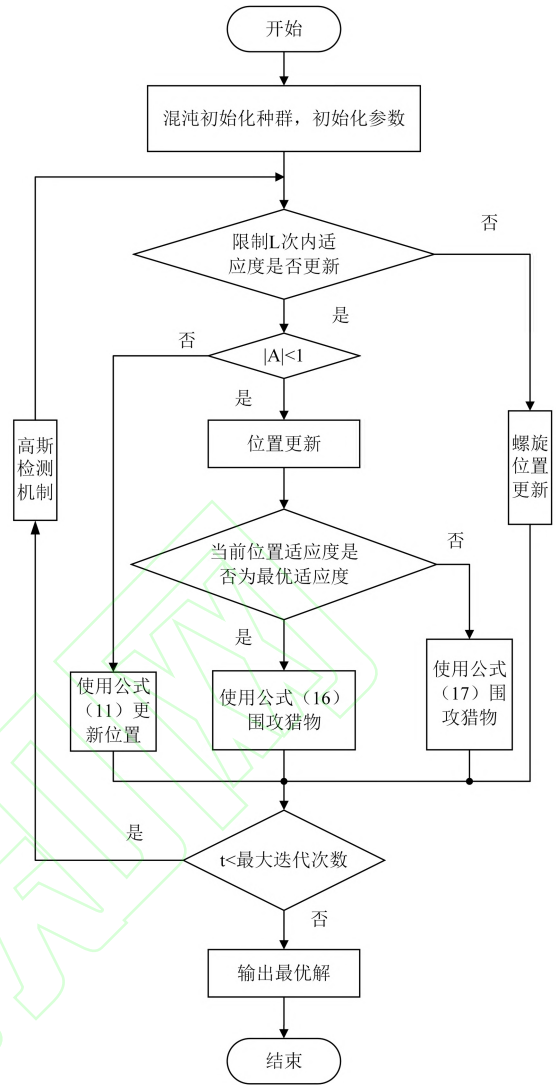 开始
混沌初始化种群，初始化参数
限制L次内适
应度是否更新
否
是
|A|<1
否
是
位置更新
高斯
检测
机制
螺旋
位置
更新
当前位置适应度是
否为最优适应度
否
是
使用公式
（11）更
新位置
使用公式（16）
围攻猎物
使用公式
（17）围
攻猎物
是
t<最大迭代次数
否
输出最优解
结束